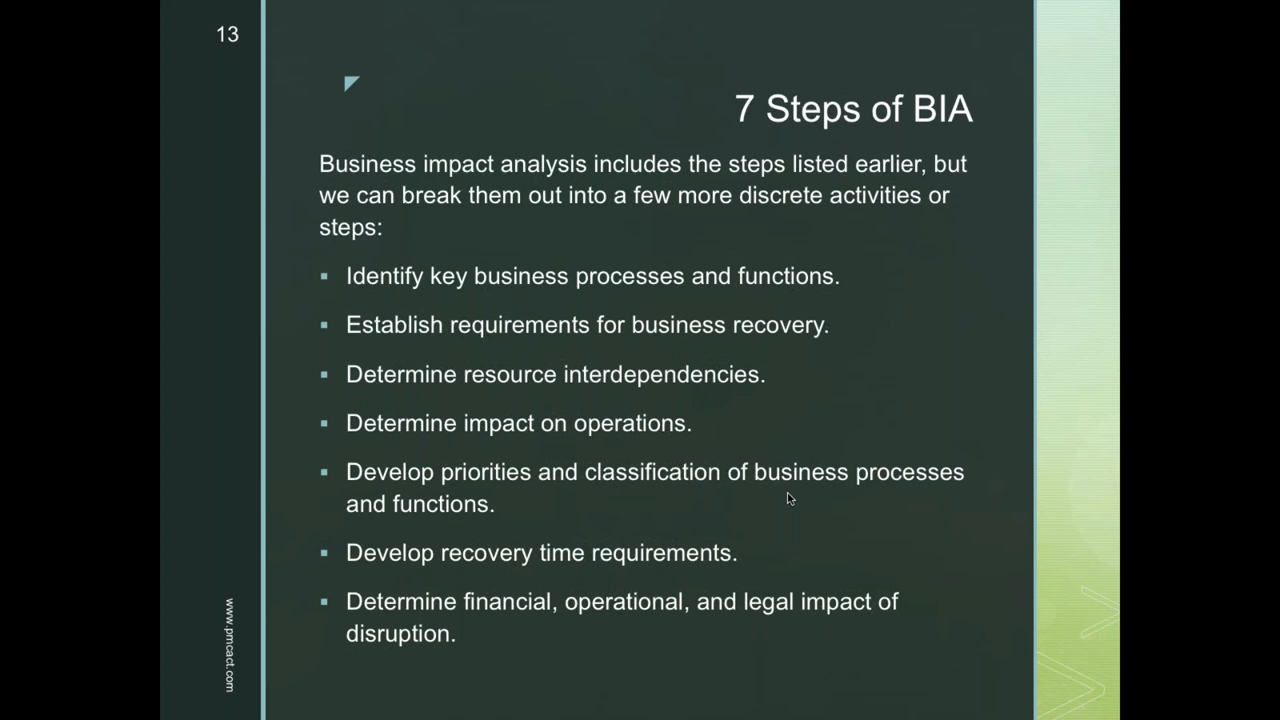 13
7 Steps of BIA
Business impact analysis includes the steps listed earlier, but
we can break them out into a few more discrete activities or
steps:
▪ Identify key business processes and functions.
▪ Establish requirements for business recovery.
▪ Determine resource interdependencies.
▪ Determine impact on operations.
▪ Develop priorities and classification of business processes
and functions.
▪ Develop recovery time requirements.
▪ Determine financial, operational, and legal impact of
disruption.
www.pmcact.com